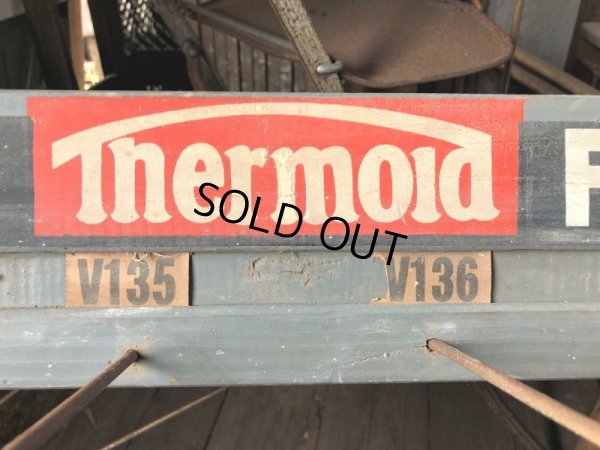 Thermoid F
SOLD OUT
V135 V136